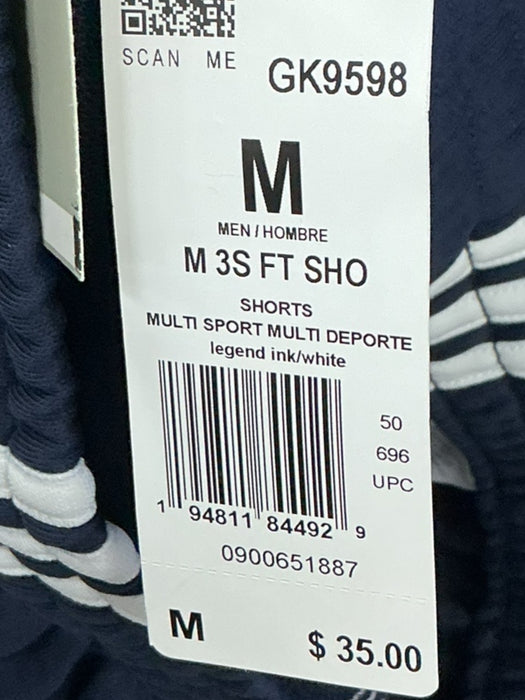 SCAN ME
GK9598
M
MEN / HOMBRE
M 3S FT SHO
SHORTS
MULTI SPORT MULTI DEPORTE
legend ink/white
50
696
UPC
1 94811 84492 9
0900651887
M
$ 35.00